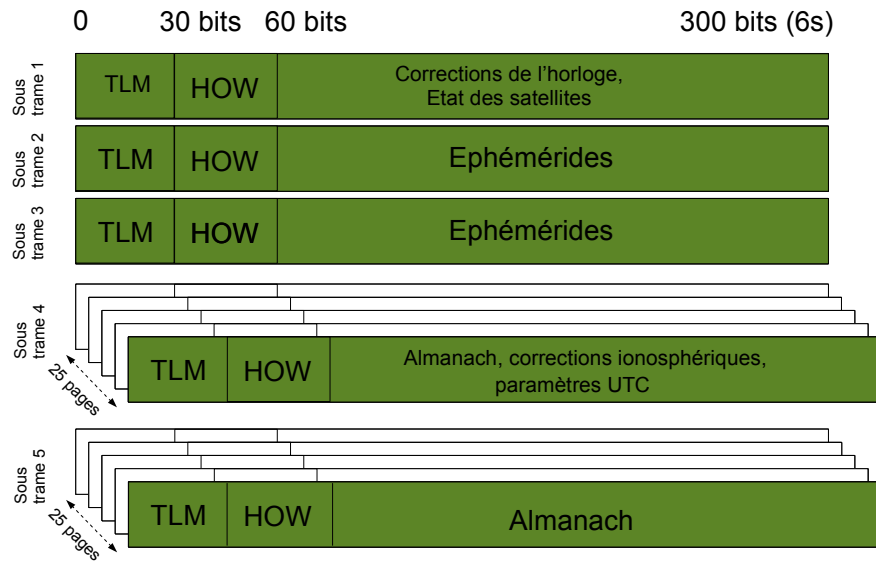 0 30 bits 60 bits 300 bits (6s)
Sous
trame 1
TLM HOW
Corrections de l'horloge,
Etat des satellites
Sous
trame 2
TLM HOW Ephémérides
Sous
trame 3
TLM HOW Ephémérides
Sous
trame 4
25 pages
TLM HOW
Almanach, corrections ionosphériques,
paramètres UTC
Sous
trame 5
25 pages
TLM HOW Almanach